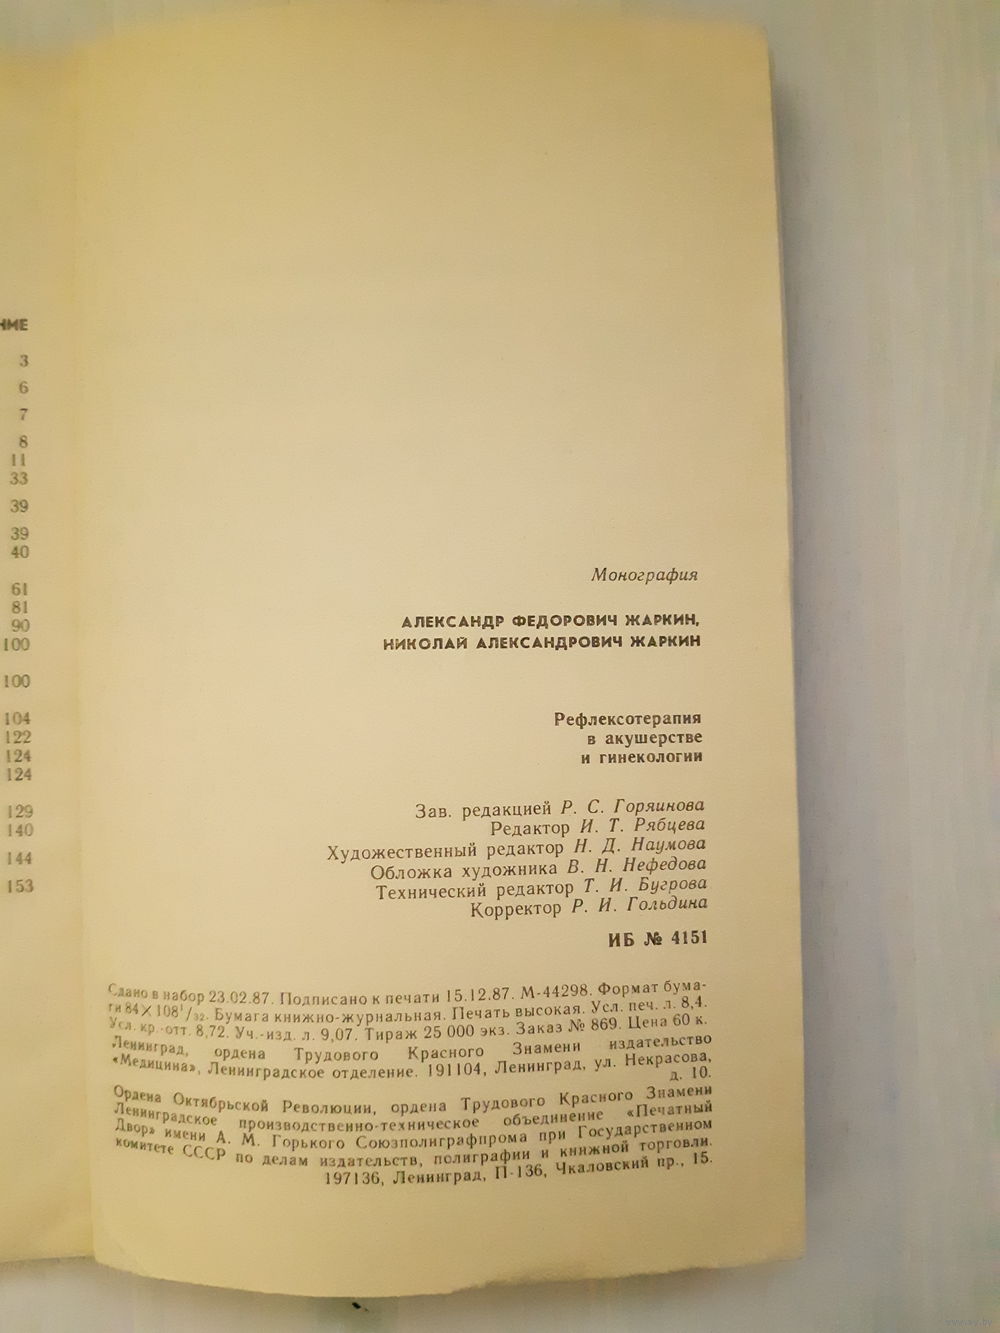 3
6
7
8
11
33
39
39
40
61
81
90
100
100
104
122
124
124
129
140
144
153
Монография
АЛЕКСАНДР ФЕДОРОВИЧ ЖАРКИН,
НИКОЛАЙ АЛЕКСАНДРОВИЧ ЖАРКИН
Рефлексотерапия
в акушерстве
и гинекологии
Зав. редакцией Р. С. Горяинова
Редактор И. Т. Рябцева
Художественный редактор Н. Д. Наумова
Обложка художника В. Н. Нефедова
Технический редактор Т. И. Бугрова
Корректор Р. И. Гольдина
ИБ № 4151
Сдано в набор 23.02.87. Подписано к печати 15.12.87. М-44298. Формат бума-
ги 84×108¹/₃₂. Бумага книжно-журнальная. Печать высокая. Усл. печ. л. 8,4.
Усл. кр.-отт. 8,72. Уч.-изд. л. 9,07. Тираж 25 000 экз. Заказ № 869. Цена 60 к.
Ленинград, ордена Трудового Красного Знамени издательство
«Медицина», Ленинградское отделение. 191104, Ленинград, ул. Некрасова,
д. 10.
Ордена Октябрьской Революции, ордена Трудового Красного Знамени
Ленинградское производственно-техническое объединение «Печатный
Двор» имени А. М. Горького Союзполиграфпрома при Государственном
комитете СССР по делам издательств, полиграфии и книжной торговли.
197136, Ленинград, П-136, Чкаловский пр., 15.